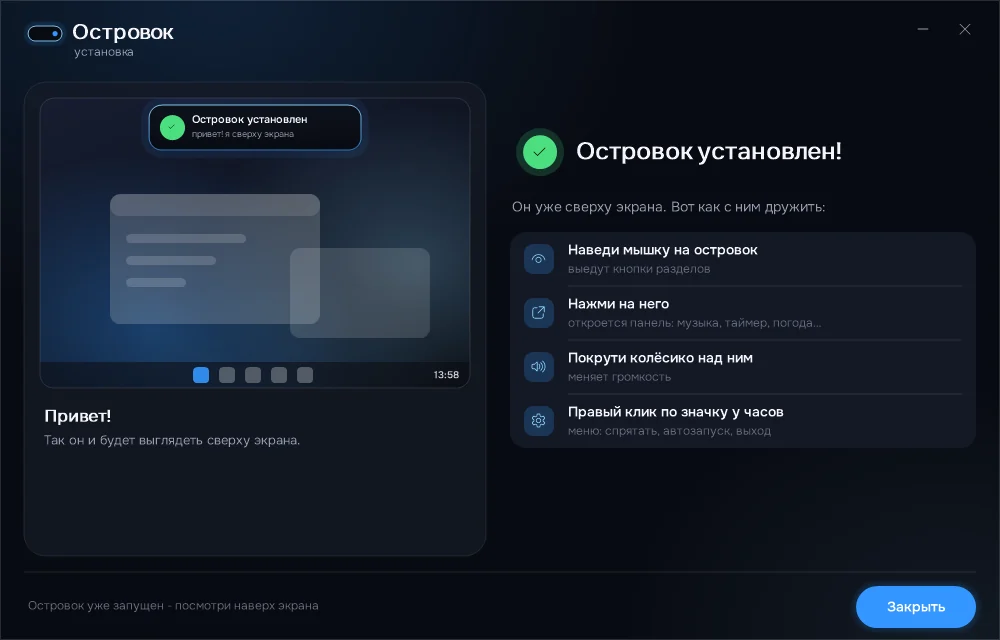 Островок
установка
Островок установлен
привет! я сверху экрана
13:58
Привет!
Так он и будет выглядеть сверху экрана.
Островок установлен!
Он уже сверху экрана. Вот как с ним дружить:
Наведи мышку на островок
выедут кнопки разделов
Нажми на него
откроется панель: музыка, таймер, погода...
Покрути колёсико над ним
меняет громкость
Правый клик по значку у часов
меню: спрятать, автозапуск, выход
Островок уже запущен - посмотри наверх экрана
Закрыть